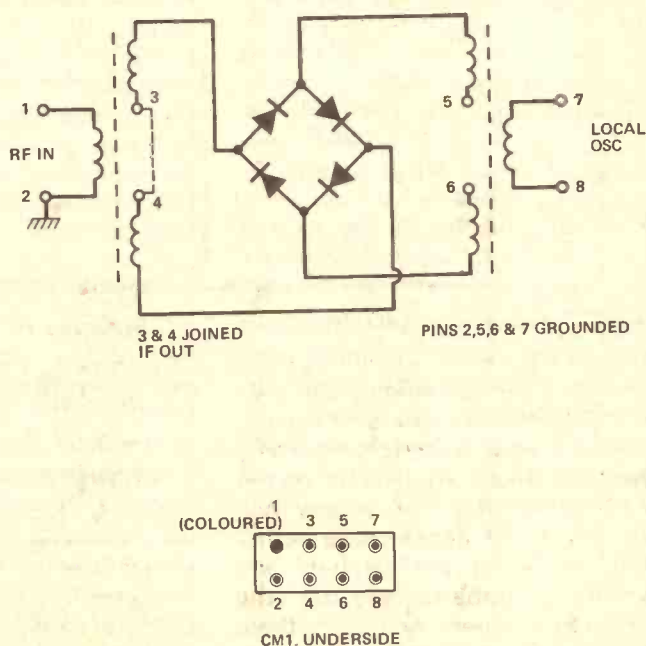 1
RF IN
2
3
4
5
6
7
LOCAL
OSC
8
3 & 4 JOINED
IF OUT
PINS 2,5,6 & 7 GROUNDED
1
(COLOURED) 3 5 7
2 4 6 8
CM1, UNDERSIDE